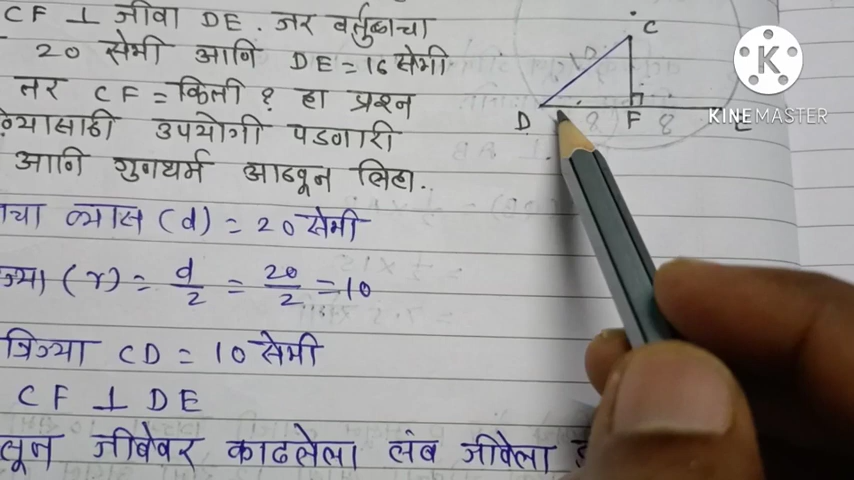 CF ⊥ जीवा DE. जर वर्तुळाचा
20 सेमी आणि DE = 16 सेमी
तर CF = किती ? हा प्रश्न
उपयोगी पडणारी
आणि गुणधर्म आठवून लिहा..
व्यास (d) = 20 सेमी
(r) = d/2 = 20/2 = 10
त्रिज्या CD = 10 सेमी
CF ⊥ DE
जीवेवर काढलेला लंब जीवेला
C
10
D 8 F 8 E
K
KINEMASTER